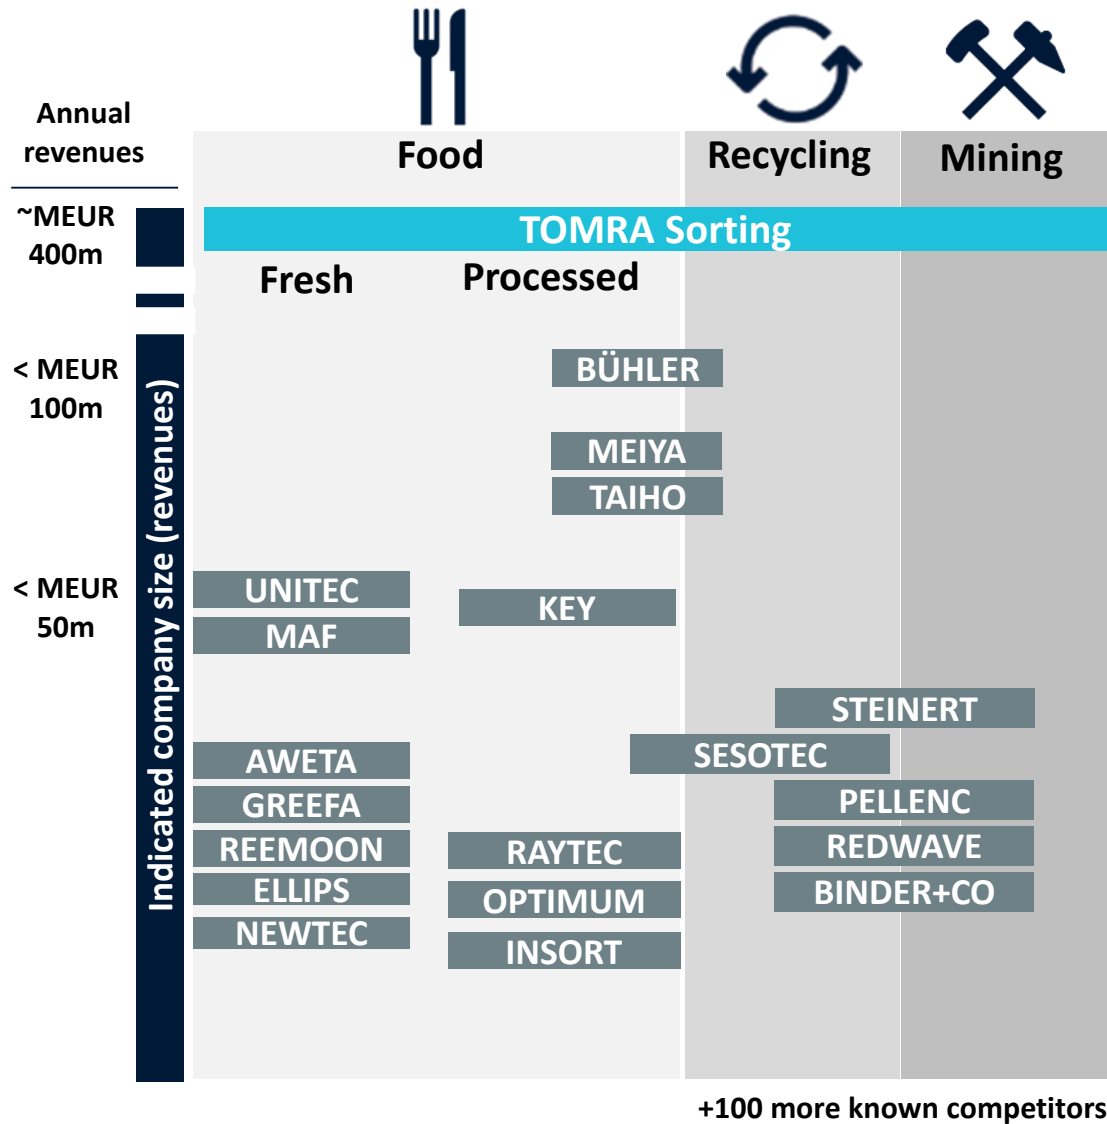 Annual
revenues
Food
Recycling
Mining
~MEUR
400m
TOMRA Sorting
Fresh
Processed
< MEUR
100m
BÜHLER
MEIYA
TAIHO
Indicated company size (revenues)
< MEUR
50m
UNITEC
KEY
MAF
STEINERT
SESOTEC
AWETA
PELLENC
GREEFA
REDWAVE
REEMOON
RAYTEC
ELLIPS
BINDER+CO
OPTIMUM
NEWTEC
INSORT
+100 more known competitors